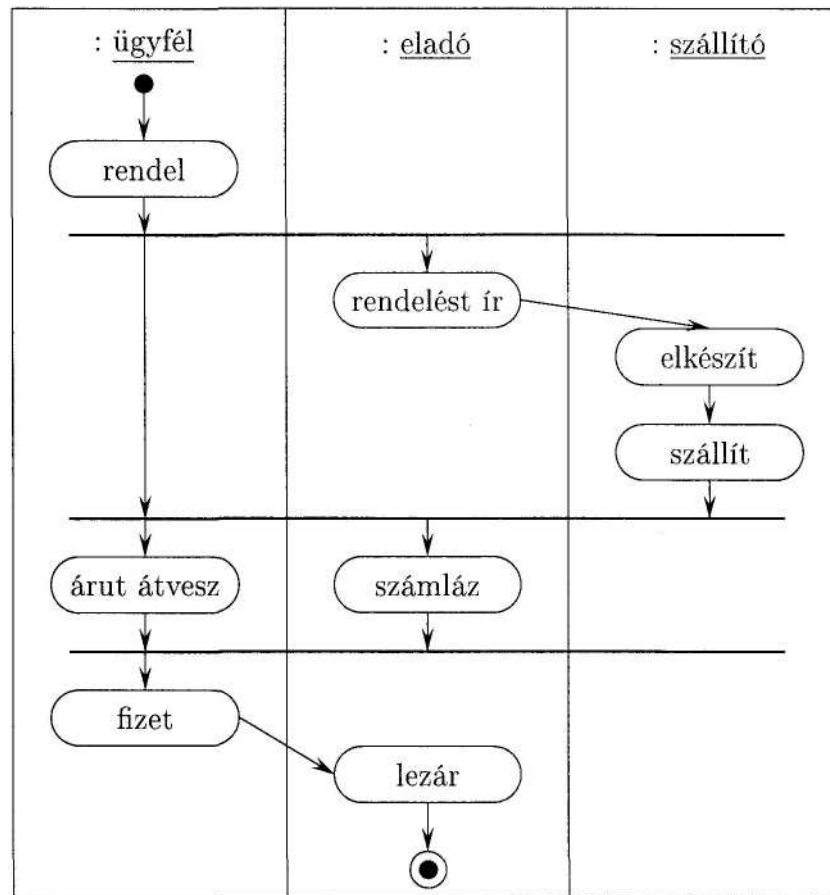 : ügyfél
: eladó
: szállító
rendel
rendelést ír
elkészít
szállít
árut átvesz
számláz
fizet
lezár